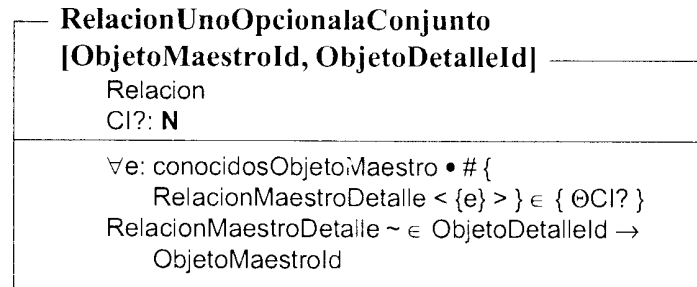 RelacionUnoOpcionalaConjunto
[ObjetoMaestroId, ObjetoDetalleId]
Relacion
CI?: N
∀e: conocidosObjetoMaestro • # {
RelacionMaestroDetalle < {e} > } ∈ { ΘCI? }
RelacionMaestroDetalle ~ ∈ ObjetoDetalleId →
ObjetoMaestroId